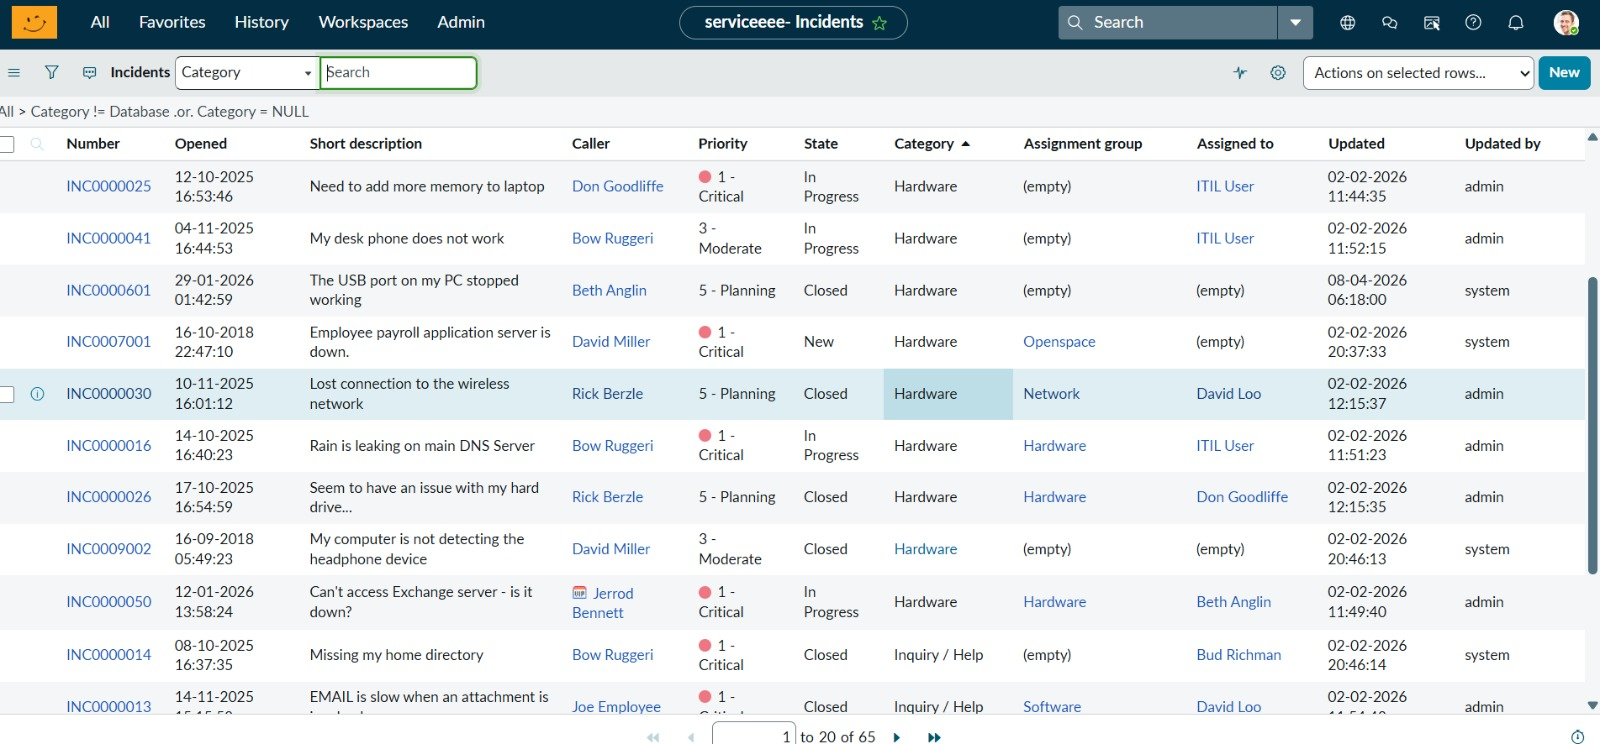 All Favorites History Workspaces Admin serviceeee- Incidents Search
Incidents Category Search Actions on selected rows... New
All > Category != Database .or. Category = NULL
Number Opened Short description Caller Priority State Category Assignment group Assigned to Updated Updated by
INC0000025 12-10-2025 16:53:46 Need to add more memory to laptop Don Goodliffe 1 - Critical In Progress Hardware (empty) ITIL User 02-02-2026 11:44:35 admin
INC0000041 04-11-2025 16:44:53 My desk phone does not work Bow Ruggeri 3 - Moderate In Progress Hardware (empty) ITIL User 02-02-2026 11:52:15 admin
INC0000601 29-01-2026 01:42:59 The USB port on my PC stopped working Beth Anglin 5 - Planning Closed Hardware (empty) (empty) 08-04-2026 06:18:00 system
INC0007001 16-10-2018 22:47:10 Employee payroll application server is down. David Miller 1 - Critical New Hardware Openspace (empty) 02-02-2026 20:37:33 system
INC0000030 10-11-2025 16:01:12 Lost connection to the wireless network Rick Berzle 5 - Planning Closed Hardware Network David Loo 02-02-2026 12:15:37 admin
INC0000016 14-10-2025 16:40:23 Rain is leaking on main DNS Server Bow Ruggeri 1 - Critical In Progress Hardware Hardware ITIL User 02-02-2026 11:51:23 admin
INC0000026 17-10-2025 16:54:59 Seem to have an issue with my hard drive... Rick Berzle 5 - Planning Closed Hardware Hardware Don Goodliffe 02-02-2026 12:15:35 admin
INC0009002 16-09-2018 05:49:23 My computer is not detecting the headphone device David Miller 3 - Moderate Closed Hardware (empty) (empty) 02-02-2026 20:46:13 system
INC0000050 12-01-2026 13:58:24 Can't access Exchange server - is it down? Jerrod Bennett 1 - Critical In Progress Hardware Hardware Beth Anglin 02-02-2026 11:49:40 admin
INC0000014 08-10-2025 16:37:35 Missing my home directory Bow Ruggeri 1 - Critical Closed Inquiry / Help (empty) Bud Richman 02-02-2026 20:46:14 system
INC0000013 14-11-2025 EMAIL is slow when an attachment is Joe Employee 1 - Closed Inquiry / Help Software David Loo 02-02-2026 admin
1 to 20 of 65